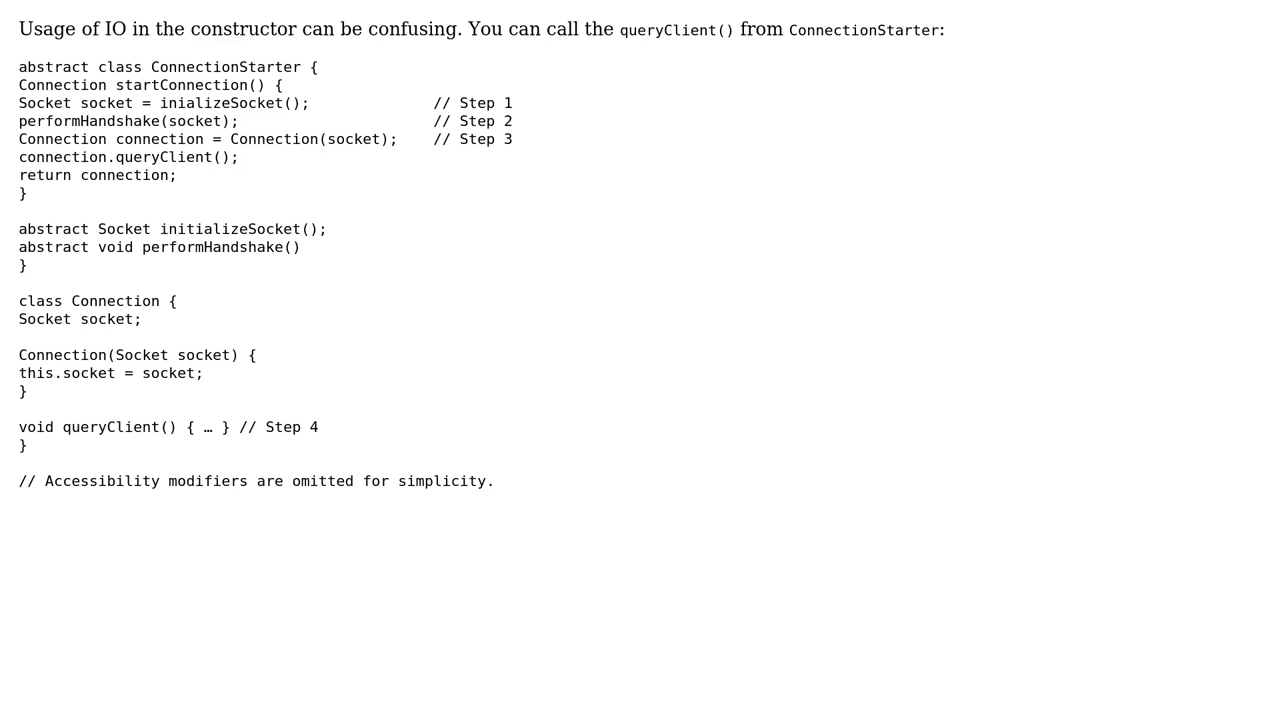 Usage of IO in the constructor can be confusing. You can call the queryClient() from ConnectionStarter:
abstract class ConnectionStarter {
Connection startConnection() {
Socket socket = inializeSocket(); // Step 1
performHandshake(socket); // Step 2
Connection connection = Connection(socket); // Step 3
connection.queryClient();
return connection;
}
abstract Socket initializeSocket();
abstract void performHandshake()
}
class Connection {
Socket socket;
Connection(Socket socket) {
this.socket = socket;
}
void queryClient() { … } // Step 4
}
// Accessibility modifiers are omitted for simplicity.